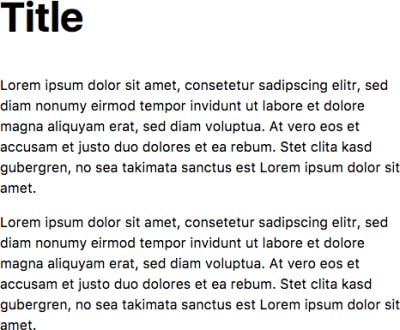 Title
Lorem ipsum dolor sit amet, consetetur sadipscing elitr, sed
diam nonumy eirmod tempor invidunt ut labore et dolore
magna aliquyam erat, sed diam voluptua. At vero eos et
accusam et justo duo dolores et ea rebum. Stet clita kasd
gubergren, no sea takimata sanctus est Lorem ipsum dolor sit
amet.
Lorem ipsum dolor sit amet, consetetur sadipscing elitr, sed
diam nonumy eirmod tempor invidunt ut labore et dolore
magna aliquyam erat, sed diam voluptua. At vero eos et
accusam et justo duo dolores et ea rebum. Stet clita kasd
gubergren, no sea takimata sanctus est Lorem ipsum dolor sit
amet.